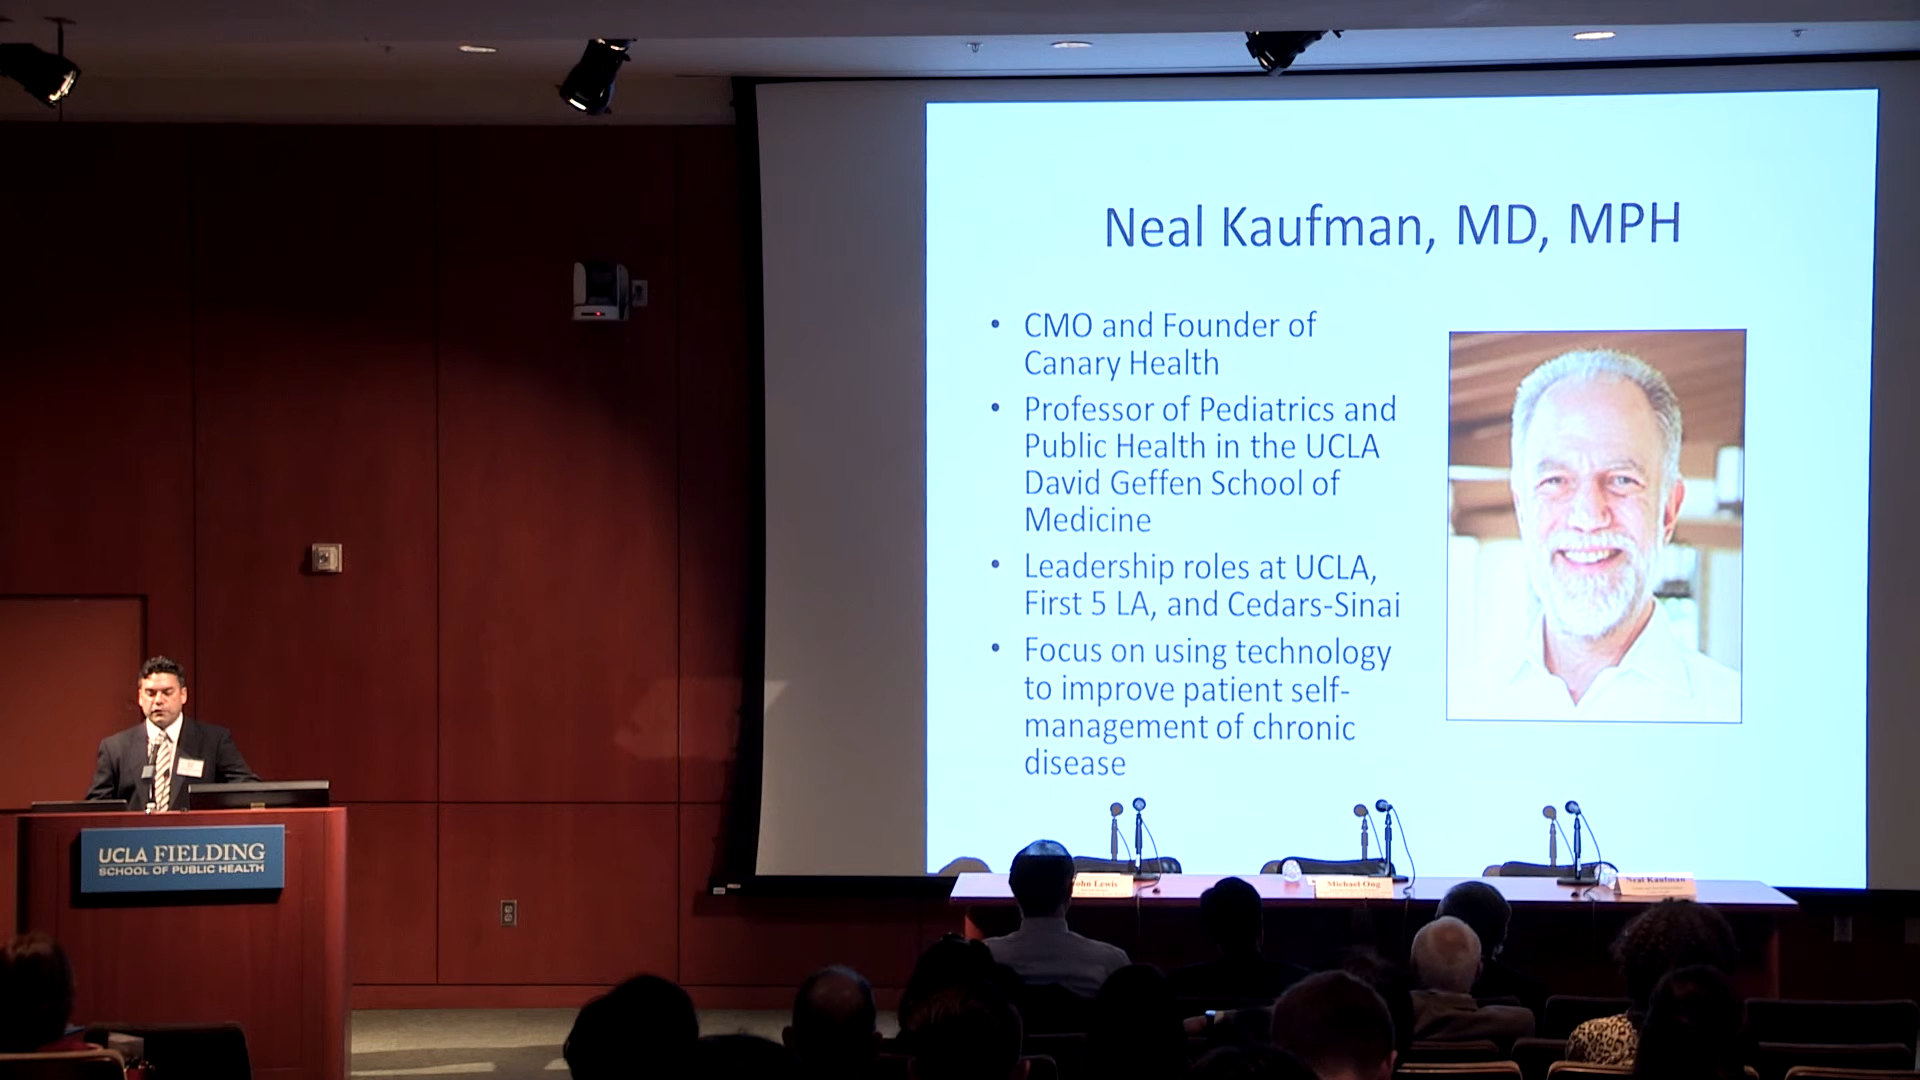 Neal Kaufman, MD, MPH
• CMO and Founder of
Canary Health
• Professor of Pediatrics and
Public Health in the UCLA
David Geffen School of
Medicine
• Leadership roles at UCLA,
First 5 LA, and Cedars-Sinai
• Focus on using technology
to improve patient self-
management of chronic
disease
UCLA FIELDING
SCHOOL OF PUBLIC HEALTH
John Lewis
Michael Ong
Neal Kaufman